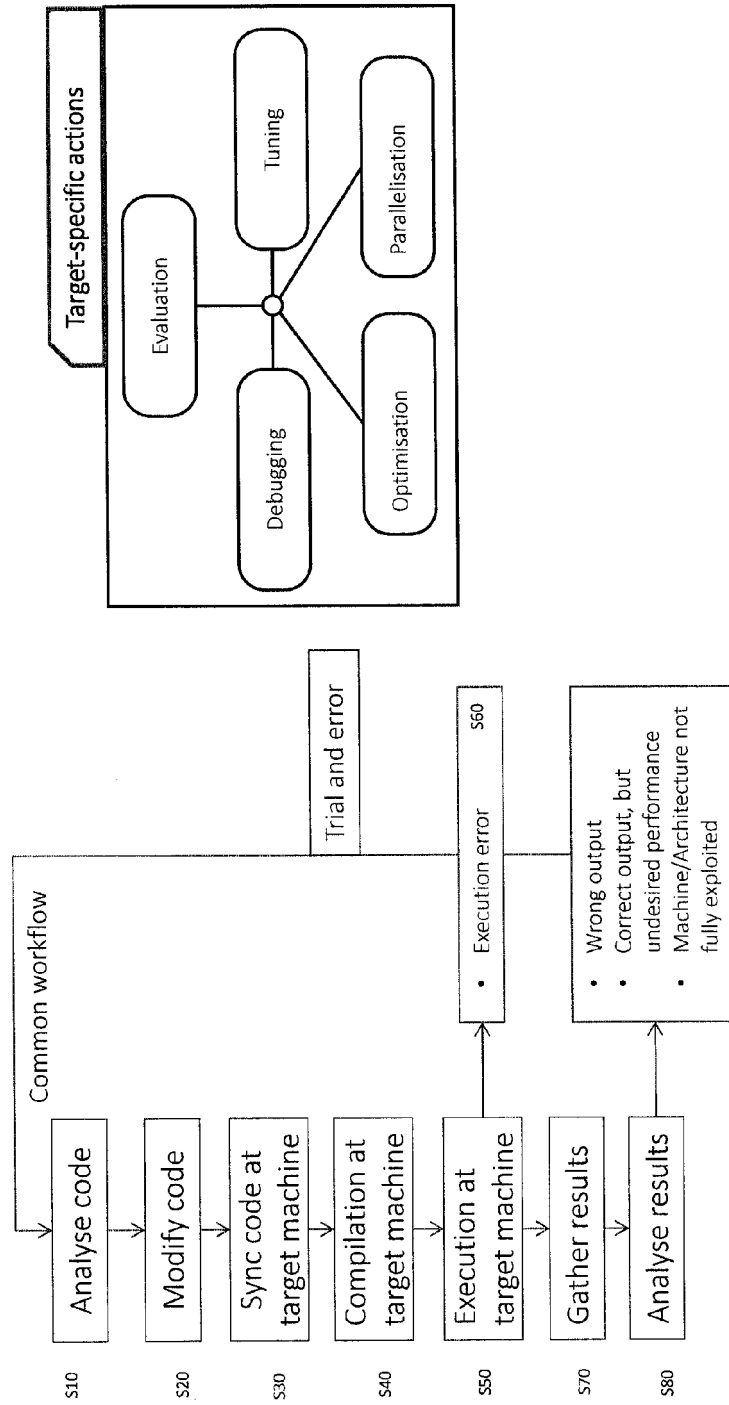 Common workflow
S10
Analyse code
S20
Modify code
S30
Sync code at
target machine
S40
Compilation at
target machine
S50
Execution at
target machine
S70
Gather results
S80
Analyse results
Trial and error
• Execution error
S60
• Wrong output
• Correct output, but
undesired performance
• Machine/Architecture not
fully exploited
Target-specific actions
Evaluation
Debugging
Tuning
Optimisation
Parallelisation